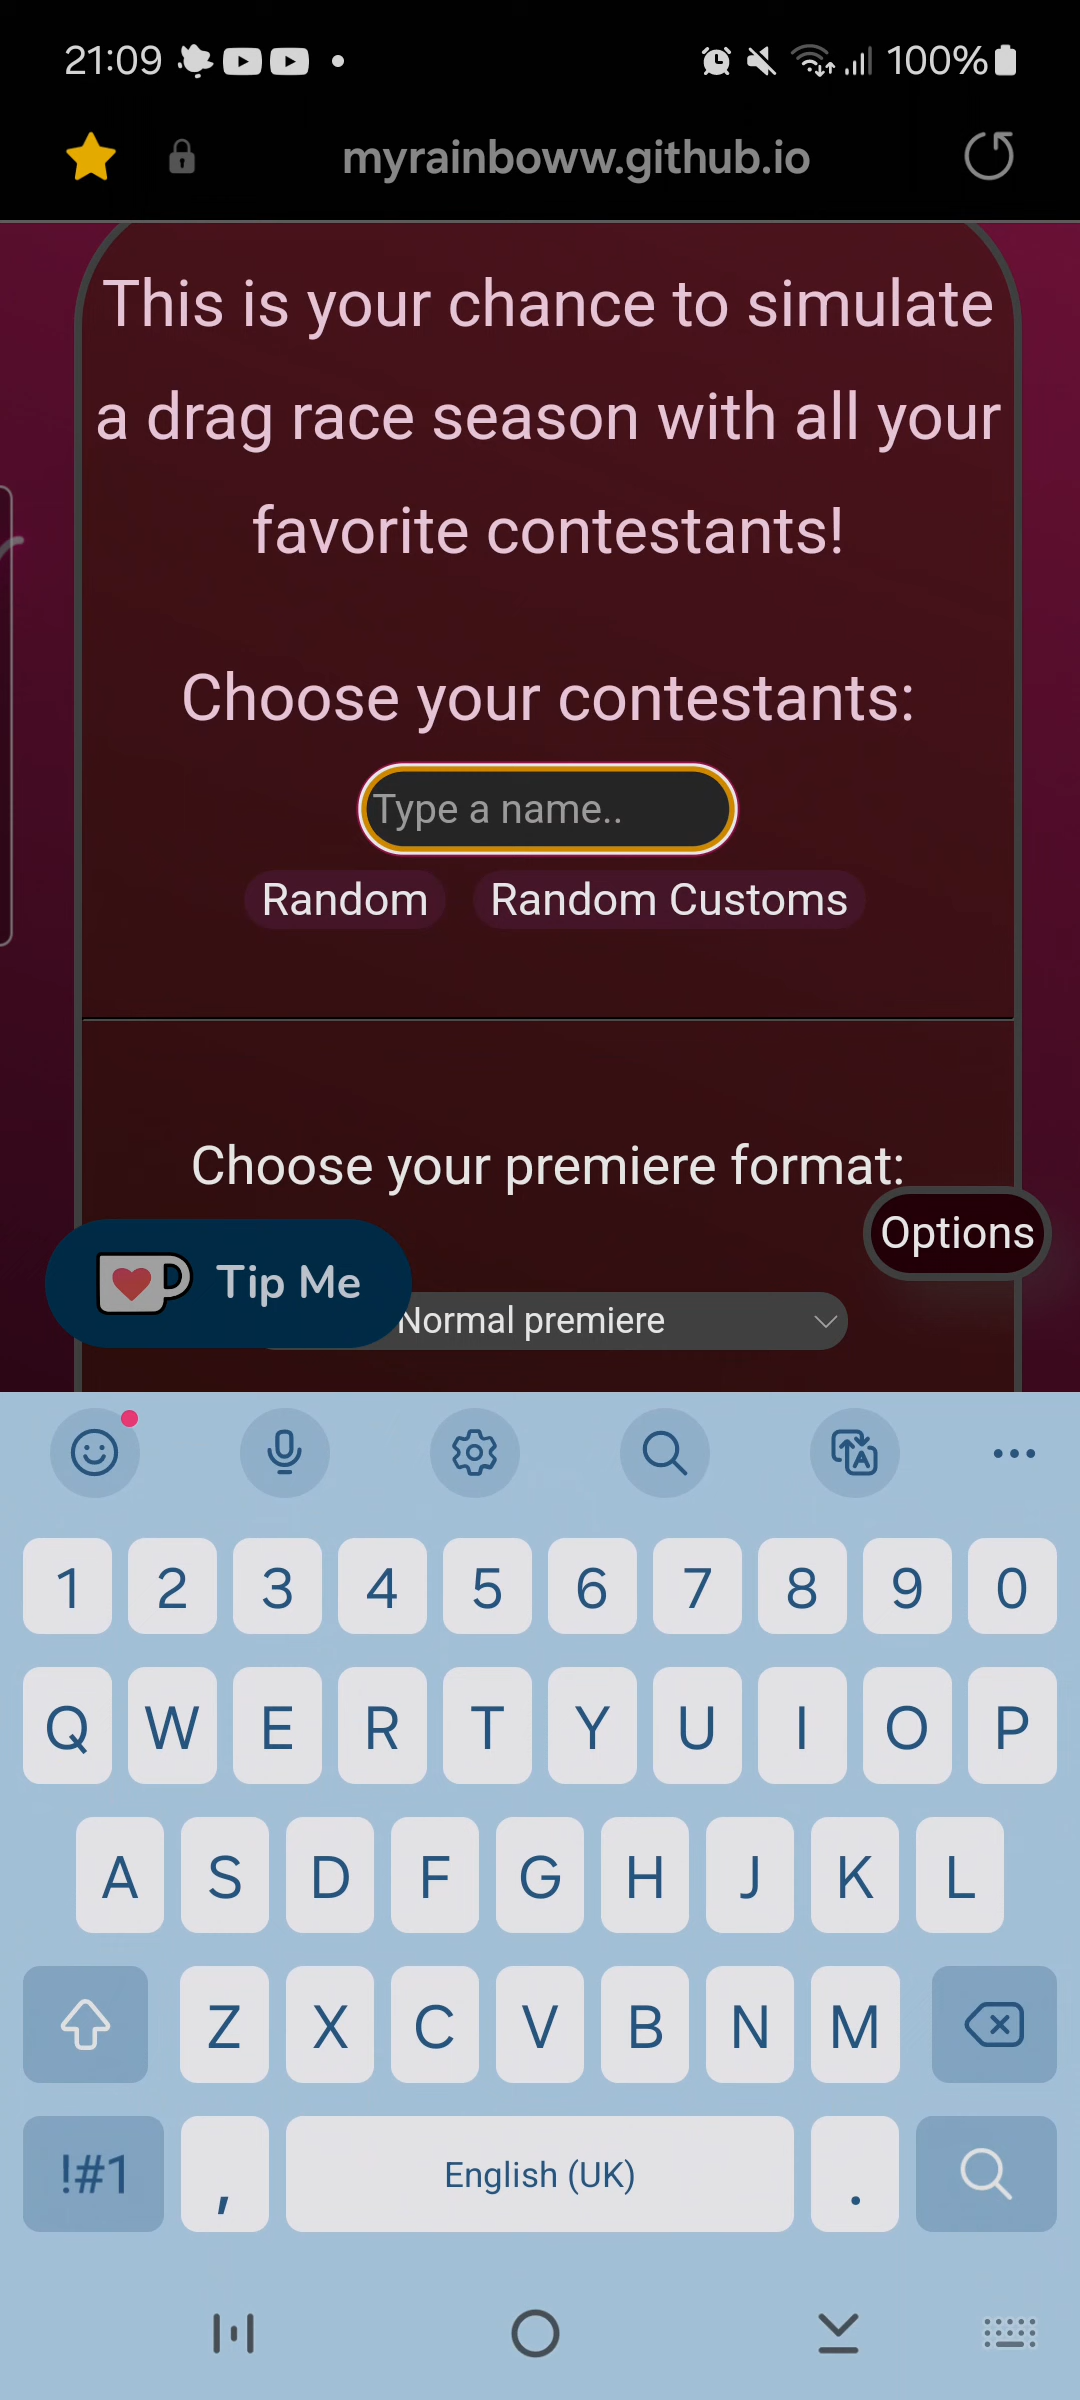 21:09
100%
myrainboww.github.io
This is your chance to simulate
a drag race season with all your
favorite contestants!
Choose your contestants:
Type a name..
Random
Random Customs
Choose your premiere format:
Options
Tip Me
Normal premiere
1 2 3 4 5 6 7 8 9 0
Q W E R T Y U I O P
A S D F G H J K L
Z X C V B N M
!#1 , English (UK) .